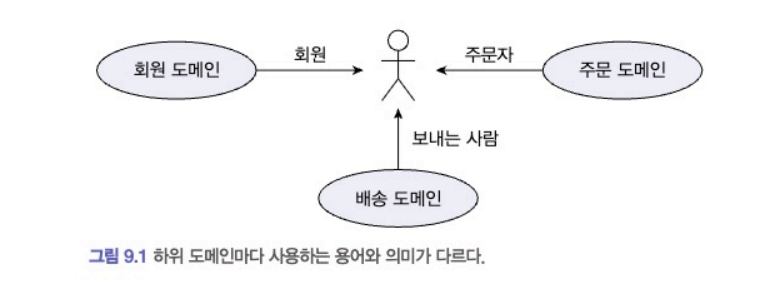 회원 도메인
회원
주문자
주문 도메인
보내는 사람
배송 도메인
그림 9.1 하위 도메인마다 사용하는 용어와 의미가 다르다.